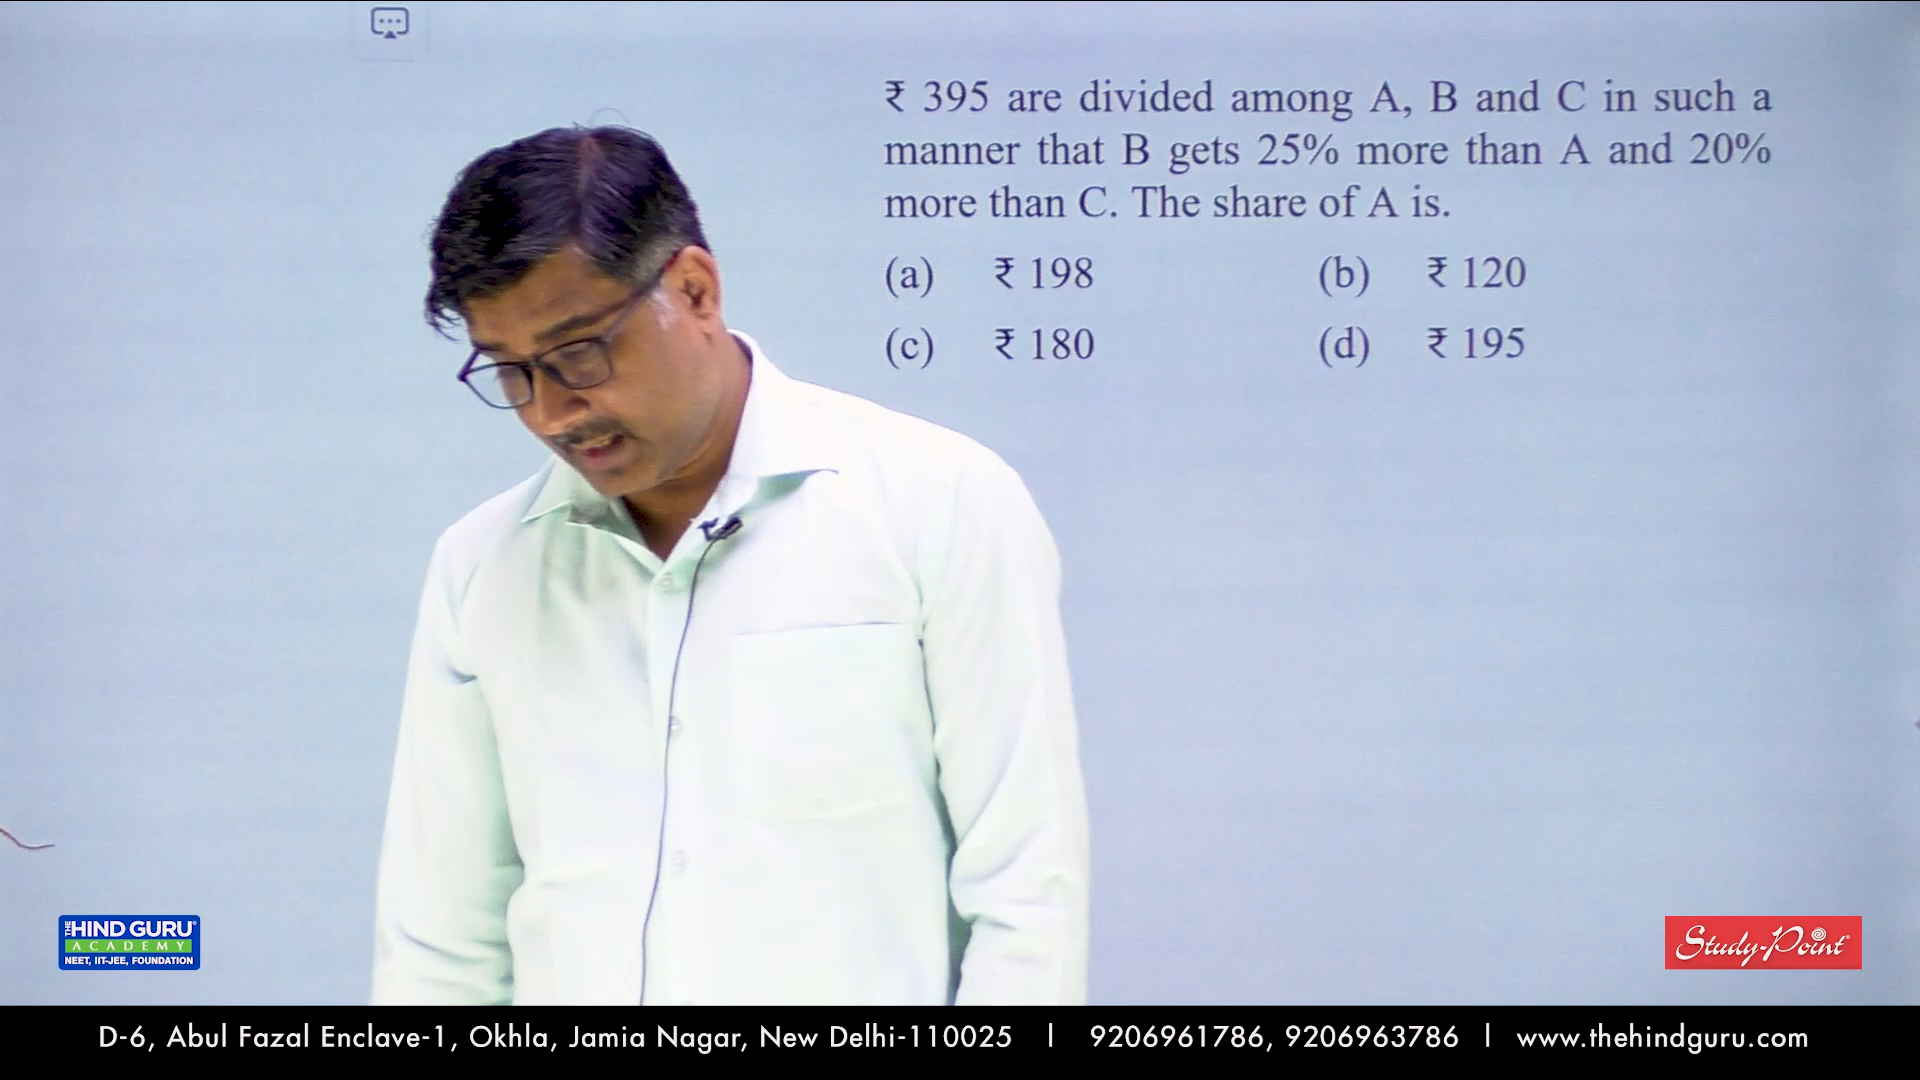 ₹ 395 are divided among A, B and C in such a
manner that B gets 25% more than A and 20%
more than C. The share of A is.
(a) ₹ 198 (b) ₹ 120
(c) ₹ 180 (d) ₹ 195
THE HIND GURU
ACADEMY
NEET, IIT-JEE, FOUNDATION
Study-Point
D-6, Abul Fazal Enclave-1, Okhla, Jamia Nagar, New Delhi-110025 | 9206961786, 9206963786 | www.thehindguru.com